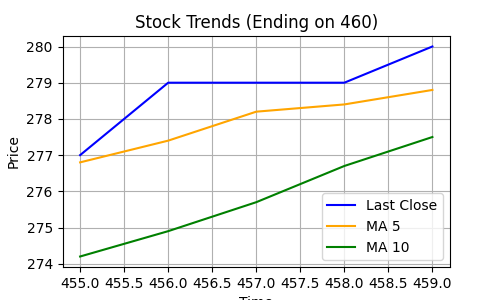 Stock Trends (Ending on 460)
280
279
278
277
276
275
274
Price
Last Close
MA 5
MA 10
455.0 455.5 456.0 456.5 457.0 457.5 458.0 458.5 459.0
Time